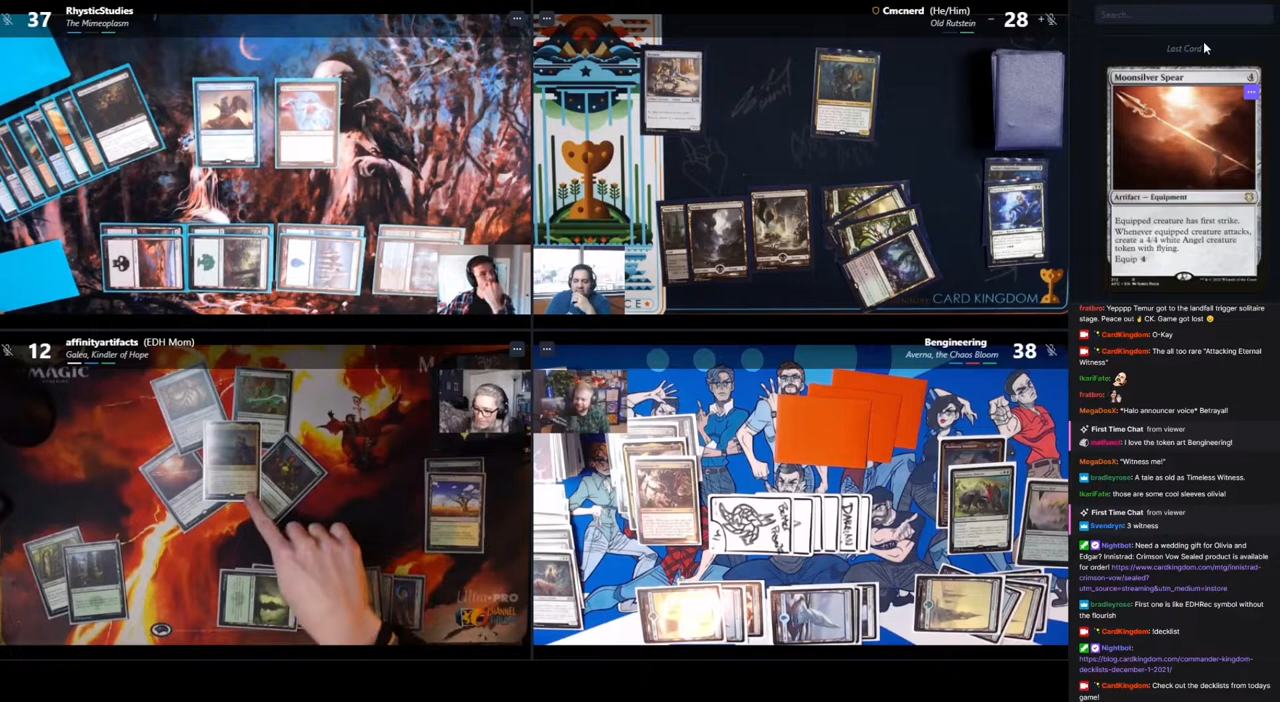 37
RhysticStudies
The Mimeoplasm
Cmcnerd (He/Him)
Old Rutstein
− 28 +
CARD KINGDOM
12
affinityartifacts (EDH Mom)
Galea, Kindler of Hope
MAGIC
Bengineering
Averna, the Chaos Bloom
38
Search...
Last Card
Moonsilver Spear 4
Artifact — Equipment
Equipped creature has first strike.
Whenever equipped creature attacks,
create a 4/4 white Angel creature
token with flying.
Equip 4
fratbro: Yepppp Temur got to the landfall trigger solitaire
stage. Peace out CK. Game got lost
CardKingdom: O-Kay
CardKingdom: The all too rare "Attacking Eternal
Witness"
IkariFate:
fratbro:
MegaDosX: *Halo announcer voice* Betrayal!
First Time Chat from viewer
I love the token art Bengineering!
MegaDosX: "Witness me!"
bradleyrose: A tale as old as Timeless Witness.
IkariFate: those are some cool sleeves olivia!
First Time Chat from viewer
Svendryn: 3 witness
Nightbot: Need a wedding gift for Olivia and
Edgar? Innistrad: Crimson Vow Sealed product is available
for order! https://www.cardkingdom.com/mtg/innistrad-
crimson-vow/sealed?
utm_source=streaming&utm_medium=instore
bradleyrose: First one is like EDHRec symbol without
the flourish
CardKingdom: !decklist
Nightbot:
https://blog.cardkingdom.com/commander-kingdom-
decklists-december-1-2021/
CardKingdom: Check out the decklists from todays
game!